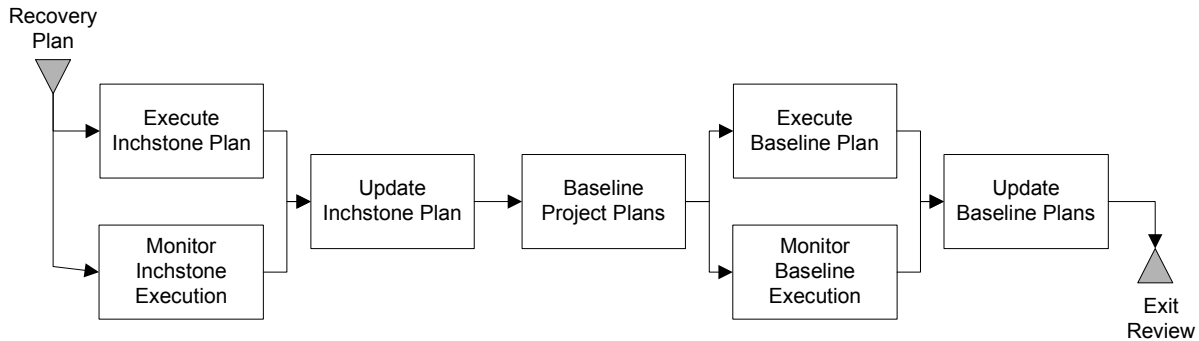 Recovery
Plan
Execute
Inchstone Plan
Monitor
Inchstone
Execution
Update
Inchstone Plan
Baseline
Project Plans
Execute
Baseline Plan
Monitor
Baseline
Execution
Update
Baseline Plans
Exit
Review